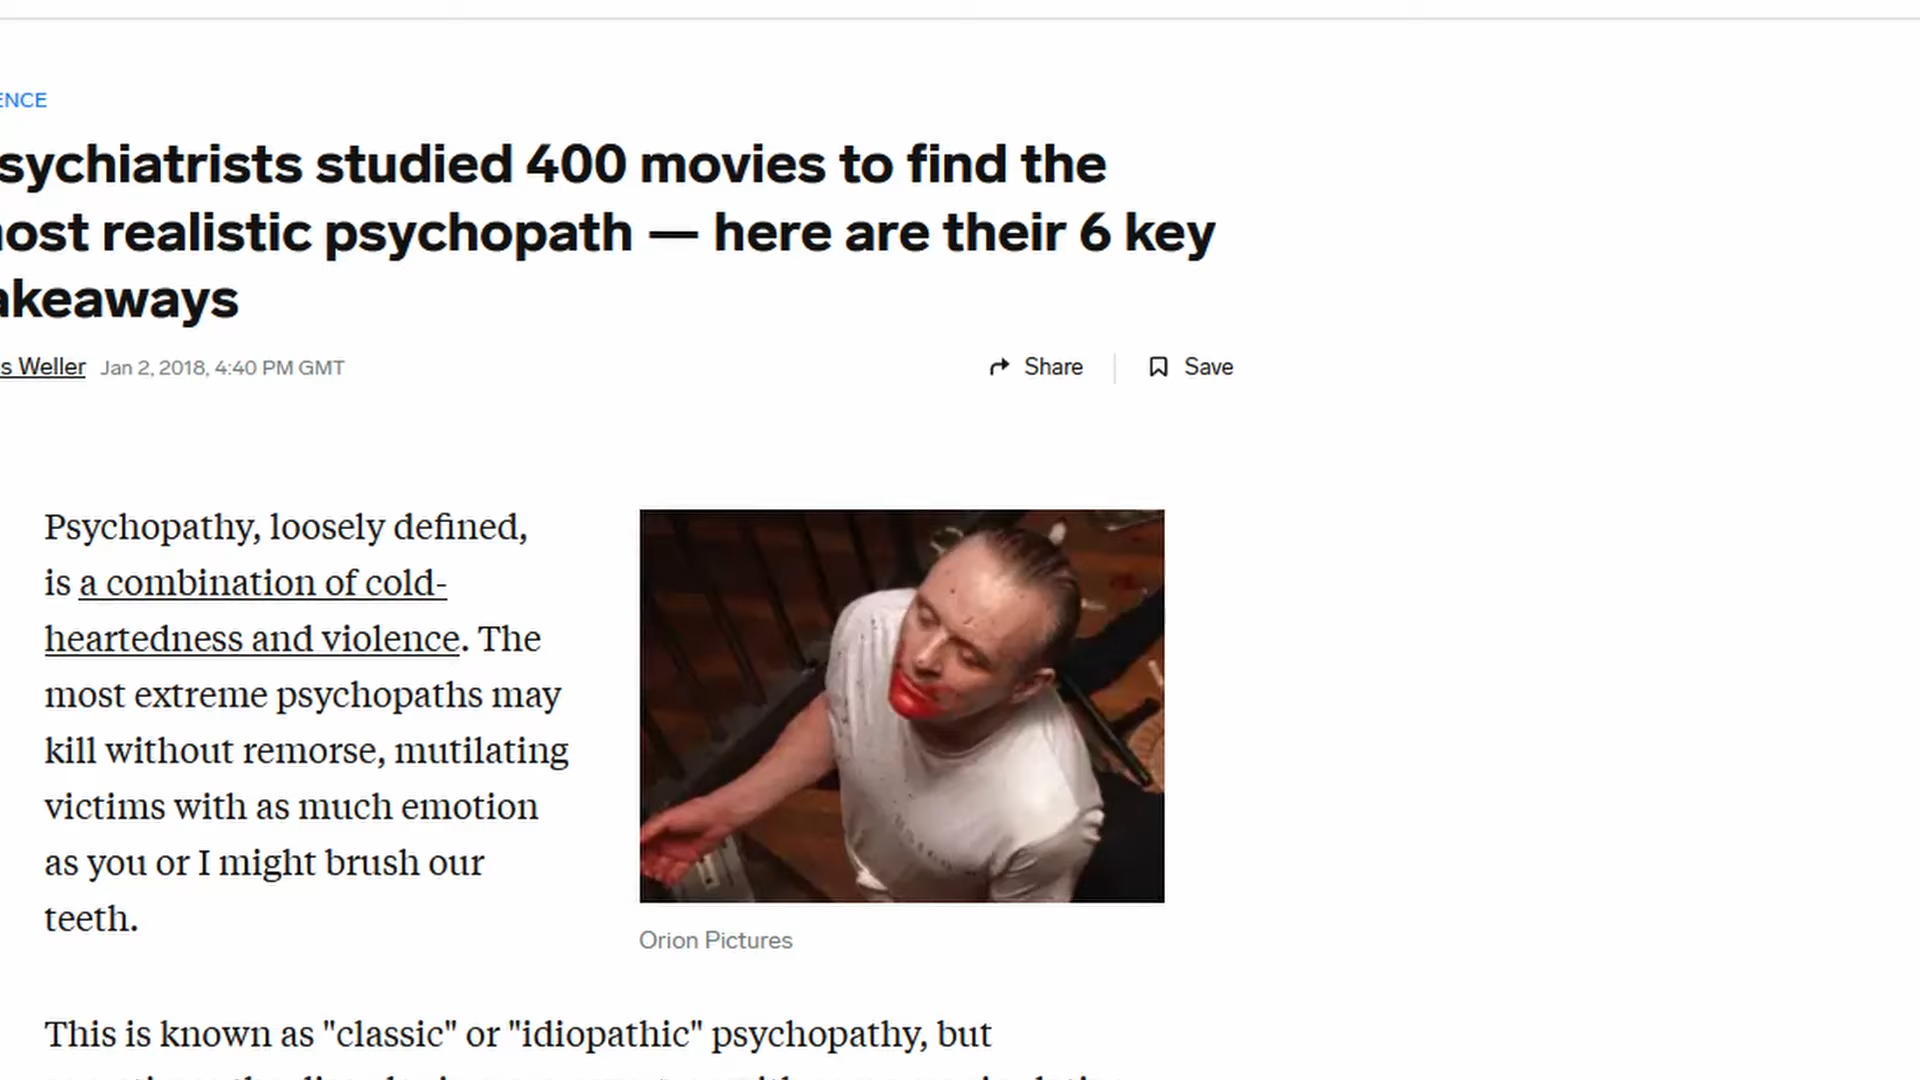 ENCE
sychiatrists studied 400 movies to find the
ost realistic psychopath — here are their 6 key
akeaways
s Weller Jan 2, 2018, 4:40 PM GMT
Share Save
Psychopathy, loosely defined,
is a combination of cold-
heartedness and violence. The
most extreme psychopaths may
kill without remorse, mutilating
victims with as much emotion
as you or I might brush our
teeth.
Orion Pictures
This is known as "classic" or "idiopathic" psychopathy, but